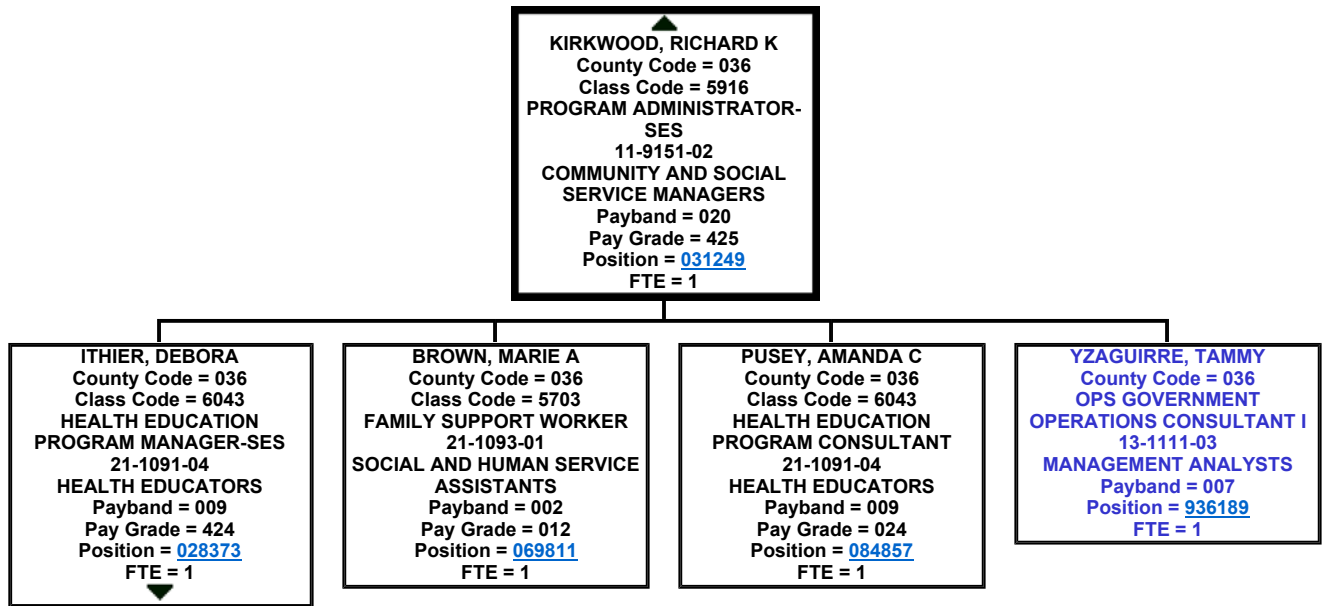 KIRKWOOD, RICHARD K
County Code = 036
Class Code = 5916
PROGRAM ADMINISTRATOR-
SES
11-9151-02
COMMUNITY AND SOCIAL
SERVICE MANAGERS
Payband = 020
Pay Grade = 425
Position = 031249
FTE = 1
ITHIER, DEBORA
County Code = 036
Class Code = 6043
HEALTH EDUCATION
PROGRAM MANAGER-SES
21-1091-04
HEALTH EDUCATORS
Payband = 009
Pay Grade = 424
Position = 028373
FTE = 1
BROWN, MARIE A
County Code = 036
Class Code = 5703
FAMILY SUPPORT WORKER
21-1093-01
SOCIAL AND HUMAN SERVICE
ASSISTANTS
Payband = 002
Pay Grade = 012
Position = 069811
FTE = 1
PUSEY, AMANDA C
County Code = 036
Class Code = 6043
HEALTH EDUCATION
PROGRAM CONSULTANT
21-1091-04
HEALTH EDUCATORS
Payband = 009
Pay Grade = 024
Position = 084857
FTE = 1
YZAGUIRRE, TAMMY
County Code = 036
OPS GOVERNMENT
OPERATIONS CONSULTANT I
13-1111-03
MANAGEMENT ANALYSTS
Payband = 007
Position = 936189
FTE = 1